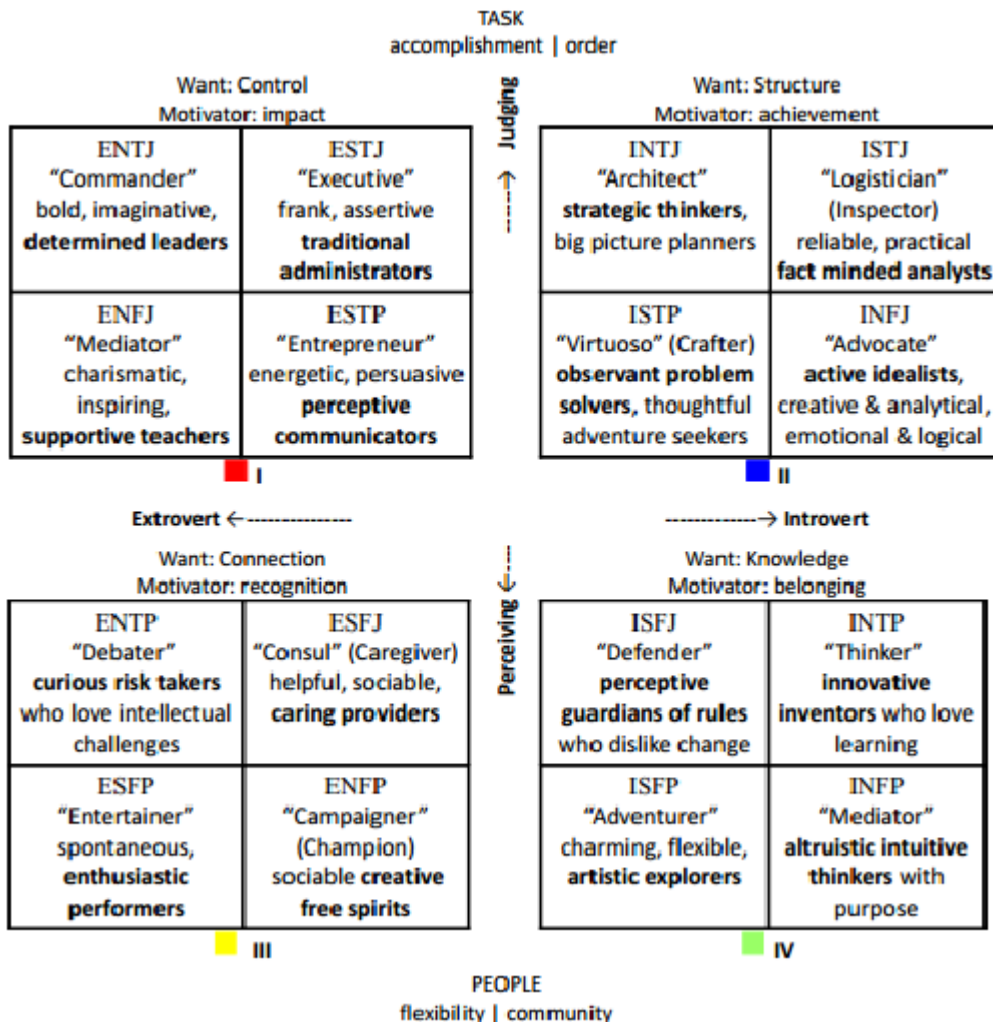 TASK
accomplishment | order
Want: Control
Motivator: impact
Want: Structure
Motivator: achievement
-----→ Judging
ENTJ
“Commander”
bold, imaginative,
determined leaders
ESTJ
“Executive”
frank, assertive
traditional
administrators
INTJ
“Architect”
strategic thinkers,
big picture planners
ISTJ
“Logistician”
(Inspector)
reliable, practical
fact minded analysts
ENFJ
“Mediator”
charismatic,
inspiring,
supportive teachers
ESTP
“Entrepreneur”
energetic, persuasive
perceptive
communicators
ISTP
“Virtuoso” (Crafter)
observant problem
solvers, thoughtful
adventure seekers
INFJ
“Advocate”
active idealists,
creative & analytical,
emotional & logical
I
II
Extrovert ←---------------
-------------→ Introvert
Want: Connection
Motivator: recognition
Want: Knowledge
Motivator: belonging
Perceiving ←-----
ENTP
“Debater”
curious risk takers
who love intellectual
challenges
ESFJ
“Consul” (Caregiver)
helpful, sociable,
caring providers
ISFJ
“Defender”
perceptive
guardians of rules
who dislike change
INTP
“Thinker”
innovative
inventors who love
learning
ESFP
“Entertainer”
spontaneous,
enthusiastic
performers
ENFP
“Campaigner”
(Champion)
sociable creative
free spirits
ISFP
“Adventurer”
charming, flexible,
artistic explorers
INFP
“Mediator”
altruistic intuitive
thinkers with
purpose
III
IV
PEOPLE
flexibility | community